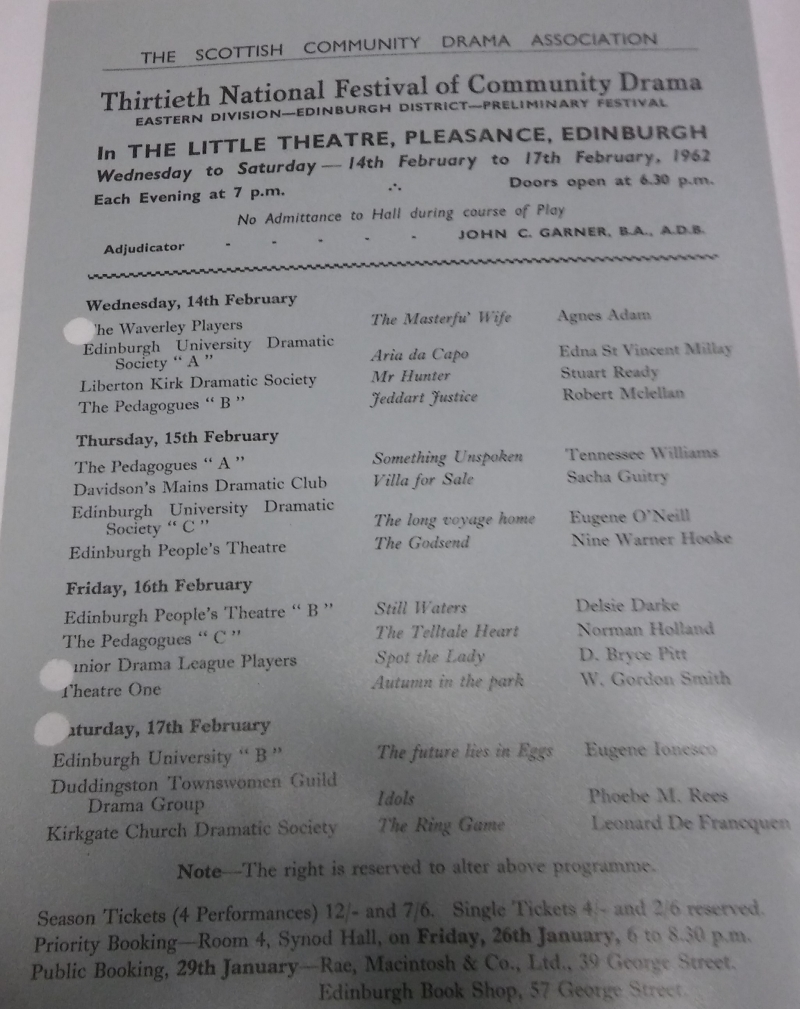 THE SCOTTISH COMMUNITY DRAMA ASSOCIATION
Thirtieth National Festival of Community Drama
EASTERN DIVISION—EDINBURGH DISTRICT—PRELIMINARY FESTIVAL
In THE LITTLE THEATRE, PLEASANCE, EDINBURGH
Wednesday to Saturday — 14th February to 17th February, 1962
Each Evening at 7 p.m. ∴ Doors open at 6.30 p.m.
No Admittance to Hall during course of Play
Adjudicator - - - - - JOHN C. GARNER, B.A., A.D.B.
Wednesday, 14th February
he Waverley Players The Masterfu' Wife Agnes Adam
Edinburgh University Dramatic
Society " A " Aria da Capo Edna St Vincent Millay
Liberton Kirk Dramatic Society Mr Hunter Stuart Ready
The Pedagogues " B " Jeddart Justice Robert Mclellan
Thursday, 15th February
The Pedagogues " A " Something Unspoken Tennessee Williams
Davidson's Mains Dramatic Club Villa for Sale Sacha Guitry
Edinburgh University Dramatic
Society " C " The long voyage home Eugene O'Neill
Edinburgh People's Theatre The Godsend Nine Warner Hooke
Friday, 16th February
Edinburgh People's Theatre " B " Still Waters Delsie Darke
The Pedagogues " C " The Telltale Heart Norman Holland
unior Drama League Players Spot the Lady D. Bryce Pitt
Theatre One Autumn in the park W. Gordon Smith
aturday, 17th February
Edinburgh University " B " The future lies in Eggs Eugene Ionesco
Duddingston Townswomen Guild
Drama Group Idols Phoebe M. Rees
Kirkgate Church Dramatic Society The Ring Game Leonard De Francquen
Note—The right is reserved to alter above programme.
Season Tickets (4 Performances) 12/- and 7/6. Single Tickets 4/- and 2/6 reserved.
Priority Booking—Room 4, Synod Hall, on Friday, 26th January, 6 to 8.30 p.m.
Public Booking, 29th January—Rae, Macintosh & Co., Ltd., 39 George Street.
Edinburgh Book Shop, 57 George Street.